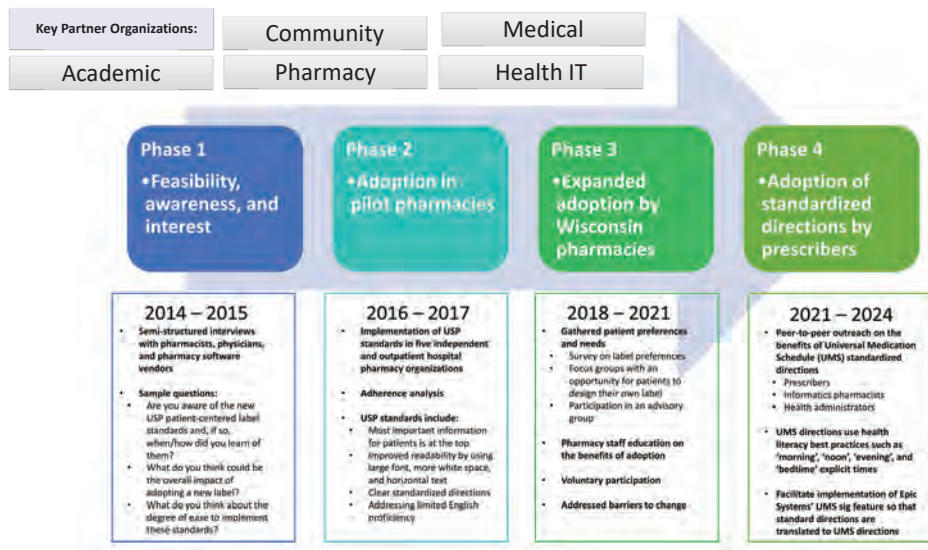 Key Partner Organizations:
Community
Medical
Academic
Pharmacy
Health IT
Phase 1
•Feasibility,
awareness, and
interest
Phase 2
•Adoption in
pilot pharmacies
Phase 3
•Expanded
adoption by
Wisconsin
pharmacies
Phase 4
•Adoption of
standardized
directions by
prescribers
2014 – 2015
• Semi-structured interviews
with pharmacists, physicians,
and pharmacy software
vendors
• Sample questions:
• Are you aware of the new
USP patient-centered label
standards and, if so,
when/how did you learn of
them?
• What do you think could be
the overall impact of
adopting a new label?
• What do you think about the
degree of ease to implement
these standards?
2016 – 2017
• Implementation of USP
standards in five independent
and outpatient hospital
pharmacy organizations
• Adherence analysis
• USP standards include:
• Most important information
for patients is at the top
• Improved readability by using
large font, more white space,
and horizontal text
• Clear standardized directions
• Addressing limited English
proficiency
2018 – 2021
• Gathered patient preferences
and needs
• Survey on label preferences
• Focus groups with an
opportunity for patients to
design their own label
• Participation in an advisory
group
• Pharmacy staff education on
the benefits of adoption
• Voluntary participation
• Addressed barriers to change
2021 – 2024
• Peer-to-peer outreach on the
benefits of Universal Medication
Schedule (UMS) standardized
directions
• Prescribers
• Informatics pharmacists
• Health administrators
• UMS directions use health
literacy best practices such as
'morning', 'noon', 'evening', and
'bedtime' explicit times
• Facilitate implementation of Epic
Systems' UMS sig feature so that
standard directions are
translated to UMS directions